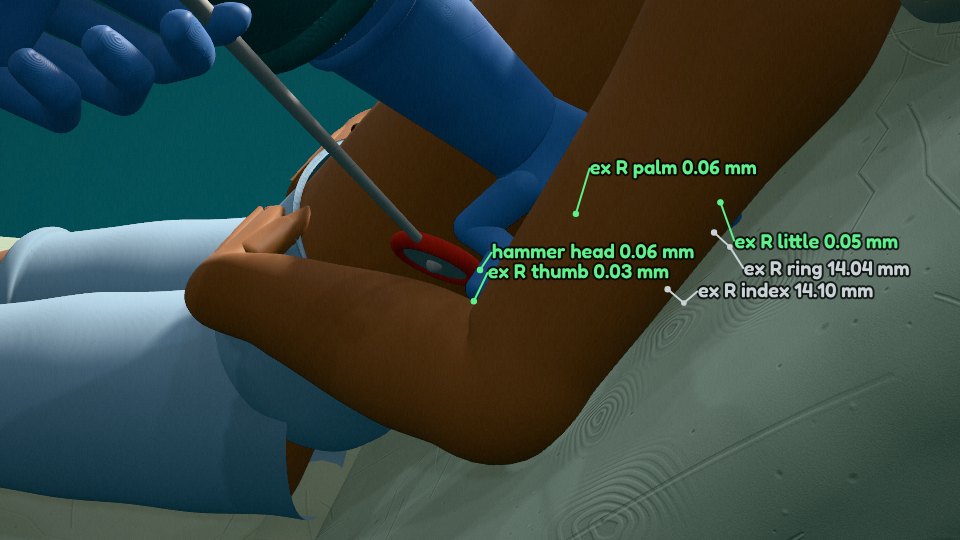 ex R palm 0.06 mm
ex R little 0.05 mm
hammer head 0.06 mm
ex R ring 14.04 mm
ex R thumb 0.03 mm
ex R index 14.10 mm